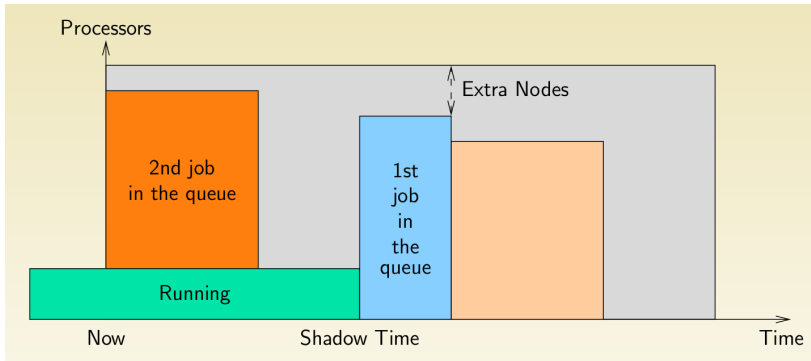 Processors
Extra Nodes
2nd job
in the queue
1st
job
in
the
queue
Running
Now
Shadow Time
Time